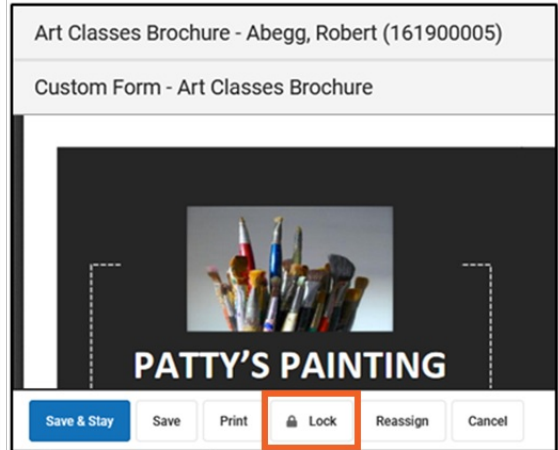 Art Classes Brochure - Abegg, Robert (161900005)
Custom Form - Art Classes Brochure
PATTY'S PAINTING
Save & Stay Save Print Lock Reassign Cancel